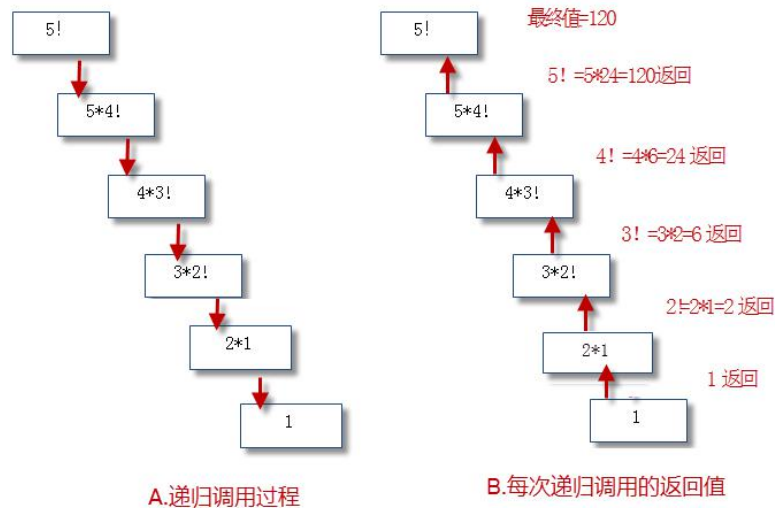 5!
5*4!
4*3!
3*2!
2*1
1
A.递归调用过程
最终值=120
5!
5! =5*24=120返回
5*4!
4! =4*6=24 返回
4*3!
3! =3*2=6 返回
3*2!
2!=2*1=2 返回
2*1
1 返回
1
B.每次递归调用的返回值